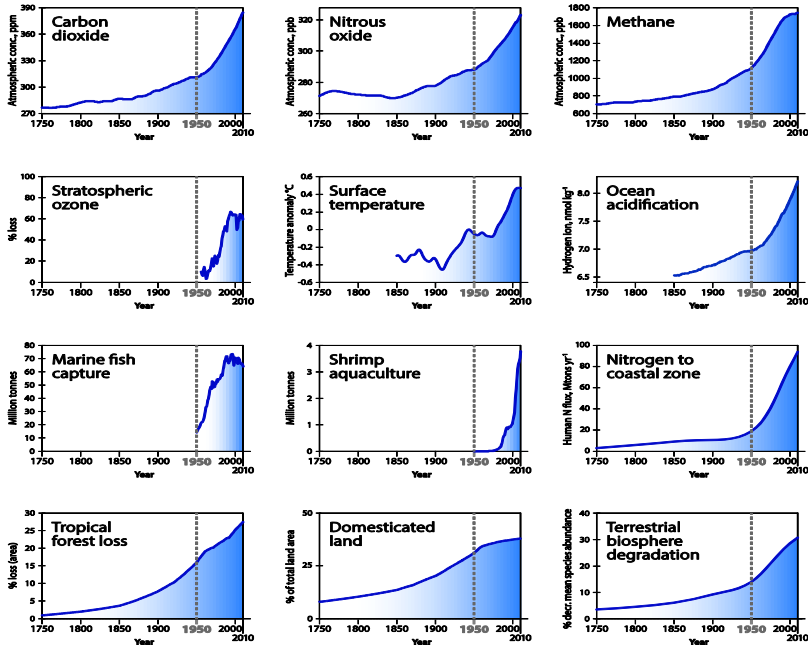 Carbon
dioxide
Atmospheric conc., ppm
390
360
330
300
270
1750 1800 1850 1900 1950 2000
2010
Year
Nitrous
oxide
Atmospheric conc., ppb
320
300
280
260
1750 1800 1850 1900 1950 2000
2010
Year
Methane
Atmospheric conc., ppb
1800
1600
1400
1200
1000
800
600
1750 1800 1850 1900 1950 2000
2010
Year
Stratospheric
ozone
% loss
100
80
60
40
20
0
1750 1800 1850 1900 1950 2000
2010
Year
Surface
temperature
Temperature anomaly °C
0.6
0.4
0.2
0
-0.2
-0.4
-0.6
1750 1800 1850 1900 1950 2000
2010
Year
Ocean
acidification
Hydrogen ion, nmol kg⁻¹
8.0
7.5
7.0
6.5
1750 1800 1850 1900 1950 2000
2010
Year
Marine fish
capture
Million tonnes
80
70
60
50
40
30
20
10
0
1750 1800 1850 1900 1950 2000
2010
Year
Shrimp
aquaculture
Million tonnes
4
3
2
1
0
1750 1800 1850 1900 1950 2000
2010
Year
Nitrogen to
coastal zone
Human N flux, Mtons yr⁻¹
100
80
60
40
20
0
1750 1800 1850 1900 1950 2000
2010
Year
Tropical
forest loss
% loss (area)
30
25
20
15
10
5
0
1750 1800 1850 1900 1950 2000
2010
Year
Domesticated
land
% of total land area
50
25
0
1750 1800 1850 1900 1950 2000
2010
Year
Terrestrial
biosphere
degradation
% decr. mean species abundance
40
30
20
10
0
1750 1800 1850 1900 1950 2000
2010
Year